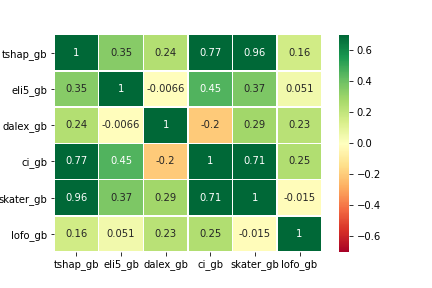 tshap_gb 1 0.35 0.24 0.77 0.96 0.16
eli5_gb 0.35 1 -0.0066 0.45 0.37 0.051
dalex_gb 0.24 -0.0066 1 -0.2 0.29 0.23
ci_gb 0.77 0.45 -0.2 1 0.71 0.25
skater_gb 0.96 0.37 0.29 0.71 1 -0.015
lofo_gb 0.16 0.051 0.23 0.25 -0.015 1
tshap_gb eli5_gb dalex_gb ci_gb skater_gb lofo_gb
0.6
0.4
0.2
0.0
−0.2
−0.4
−0.6